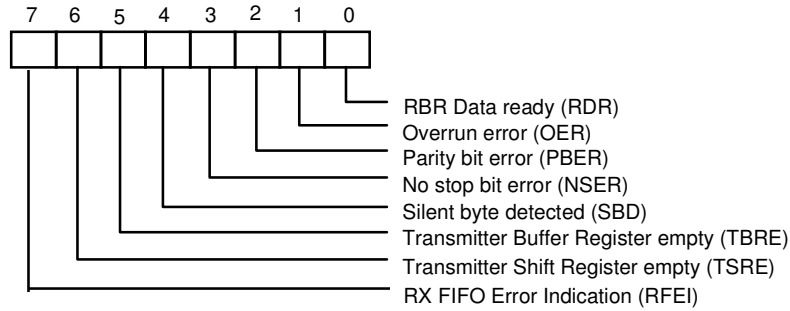 7 6 5 4 3 2 1 0
RBR Data ready (RDR)
Overrun error (OER)
Parity bit error (PBER)
No stop bit error (NSER)
Silent byte detected (SBD)
Transmitter Buffer Register empty (TBRE)
Transmitter Shift Register empty (TSRE)
RX FIFO Error Indication (RFEI)